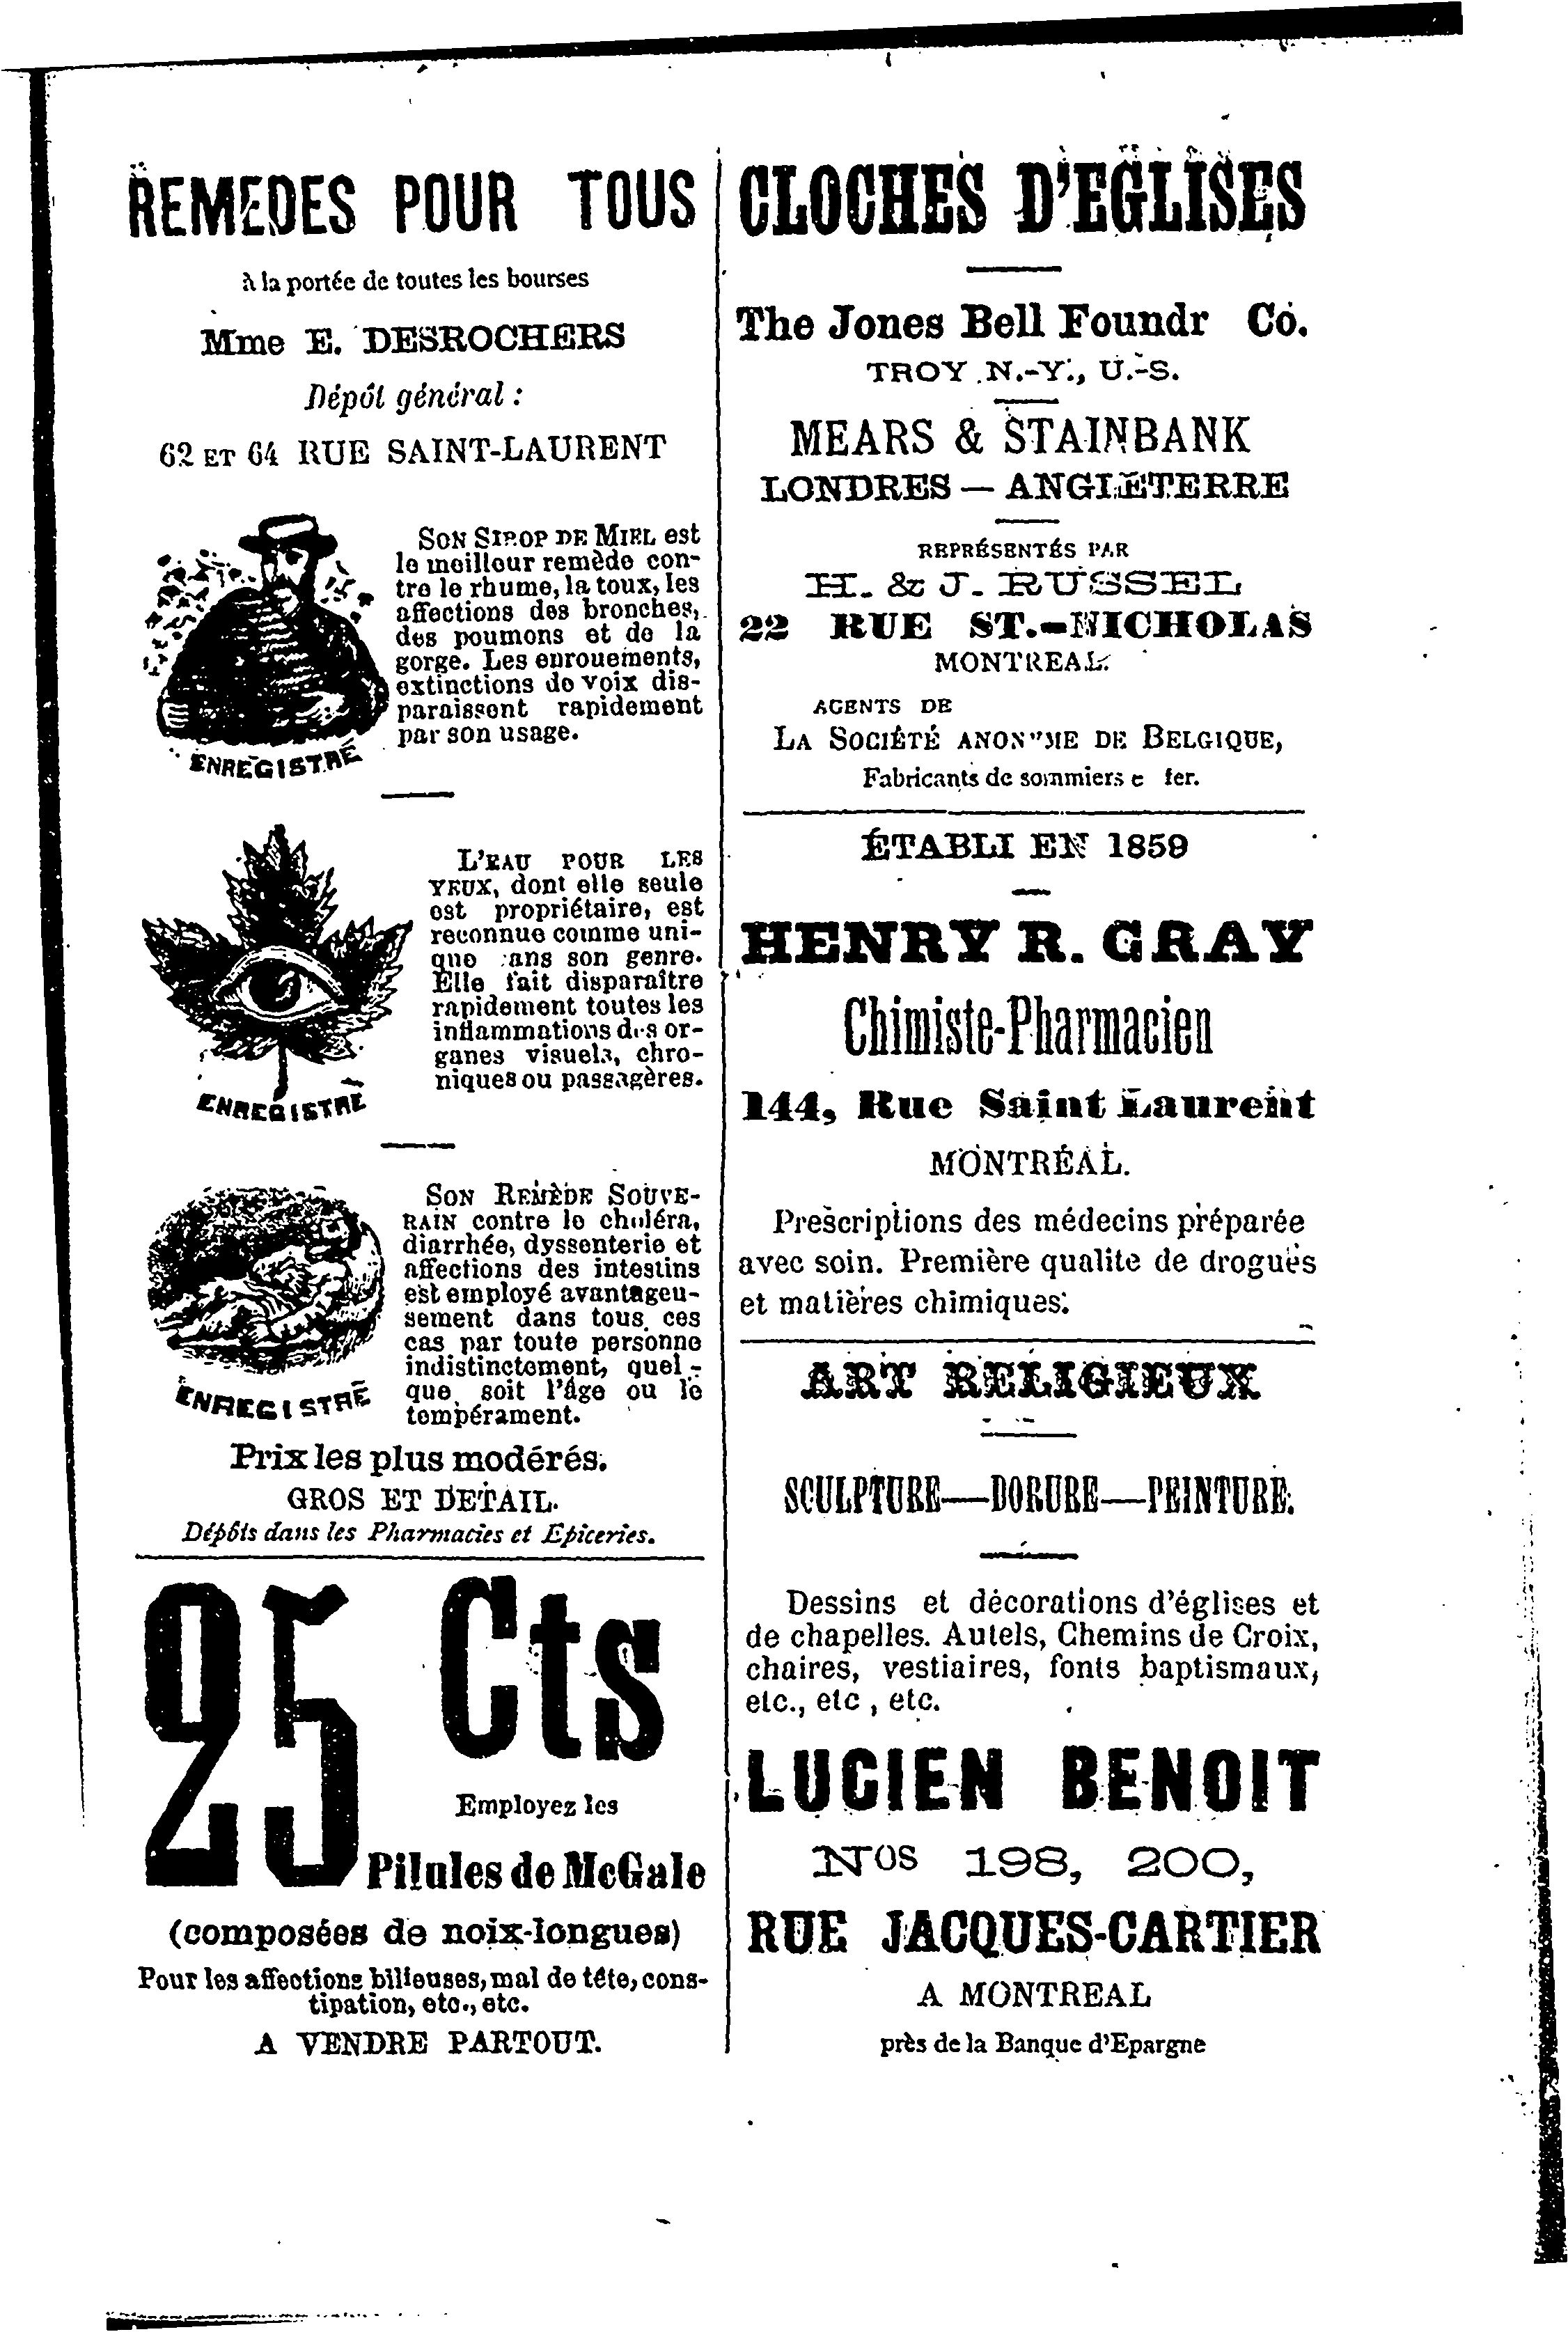 REMEDES POUR TOUS
à la portée de toutes les bourses
Mme E. DESROCHERS
Dépôt général :
62 ET 64 RUE SAINT-LAURENT
SON SIROP DE MIEL est
le meilleur remède con-
tre le rhume, la toux, les
affections des bronches,
des poumons et de la
gorge. Les enrouements,
extinctions de voix dis-
paraissent rapidement
par son usage.
ENREGISTRÉ
L'EAU POUR LES
YEUX, dont elle seule
est propriétaire, est
reconnue comme uni-
que ans son genre.
Elle fait disparaître
rapidement toutes les
inflammations des or-
ganes visuels, chro-
niques ou passagères.
ENREGISTRÉ
SON REMÈDE SOUVE-
RAIN contre le choléra,
diarrhée, dyssenterie et
affections des intestins
est employé avantageu-
sement dans tous ces
cas par toute personne
indistinctement, quel-
que soit l'âge ou le
tempérament.
ENREGISTRÉ
Prix les plus modérés.
GROS ET DETAIL.
Dépôts dans les Pharmacies et Epiceries.
25 Cts
Employez les
Pilules de McGale
(composées de noix-longues)
Pour les affections bilieuses, mal de tête, cons-
tipation, etc., etc.
A VENDRE PARTOUT.
CLOCHES D'EGLISES
The Jones Bell Foundr Co.
TROY N.-Y., U.-S.
MEARS & STAINBANK
LONDRES — ANGLETERRE
REPRÉSENTÉS PAR
H. & J. RUSSEL
22 RUE ST.-NICHOLAS
MONTREAL.
AGENTS DE
LA SOCIÉTÉ ANONYME DE BELGIQUE,
Fabricants de sommiers e fer.
ÉTABLI EN 1859
HENRY R. GRAY
Chimiste-Pharmacien
144, Rue Saint Laurent
MONTRÉAL.
Prescriptions des médecins préparée
avec soin. Première qualite de drogues
et matières chimiques.
ART RELIGIEUX
SCULPTURE—DORURE—PEINTURE.
Dessins et décorations d'églises et
de chapelles. Autels, Chemins de Croix,
chaires, vestiaires, fonts baptismaux,
etc., etc , etc.
LUCIEN BENOIT
Nos 198, 200,
RUE JACQUES-CARTIER
A MONTREAL
près de la Banque d'Epargne